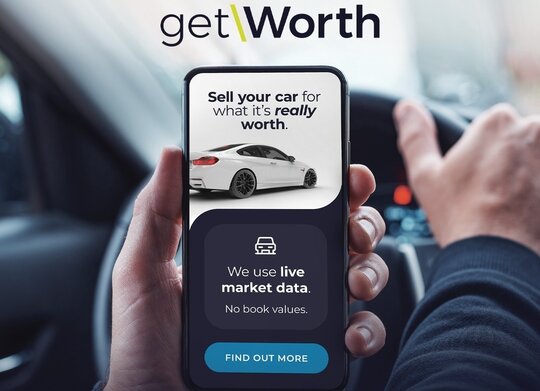 get\Worth
Sell your car for
what it's really
worth.
We use live
market data.
No book values.
FIND OUT MORE